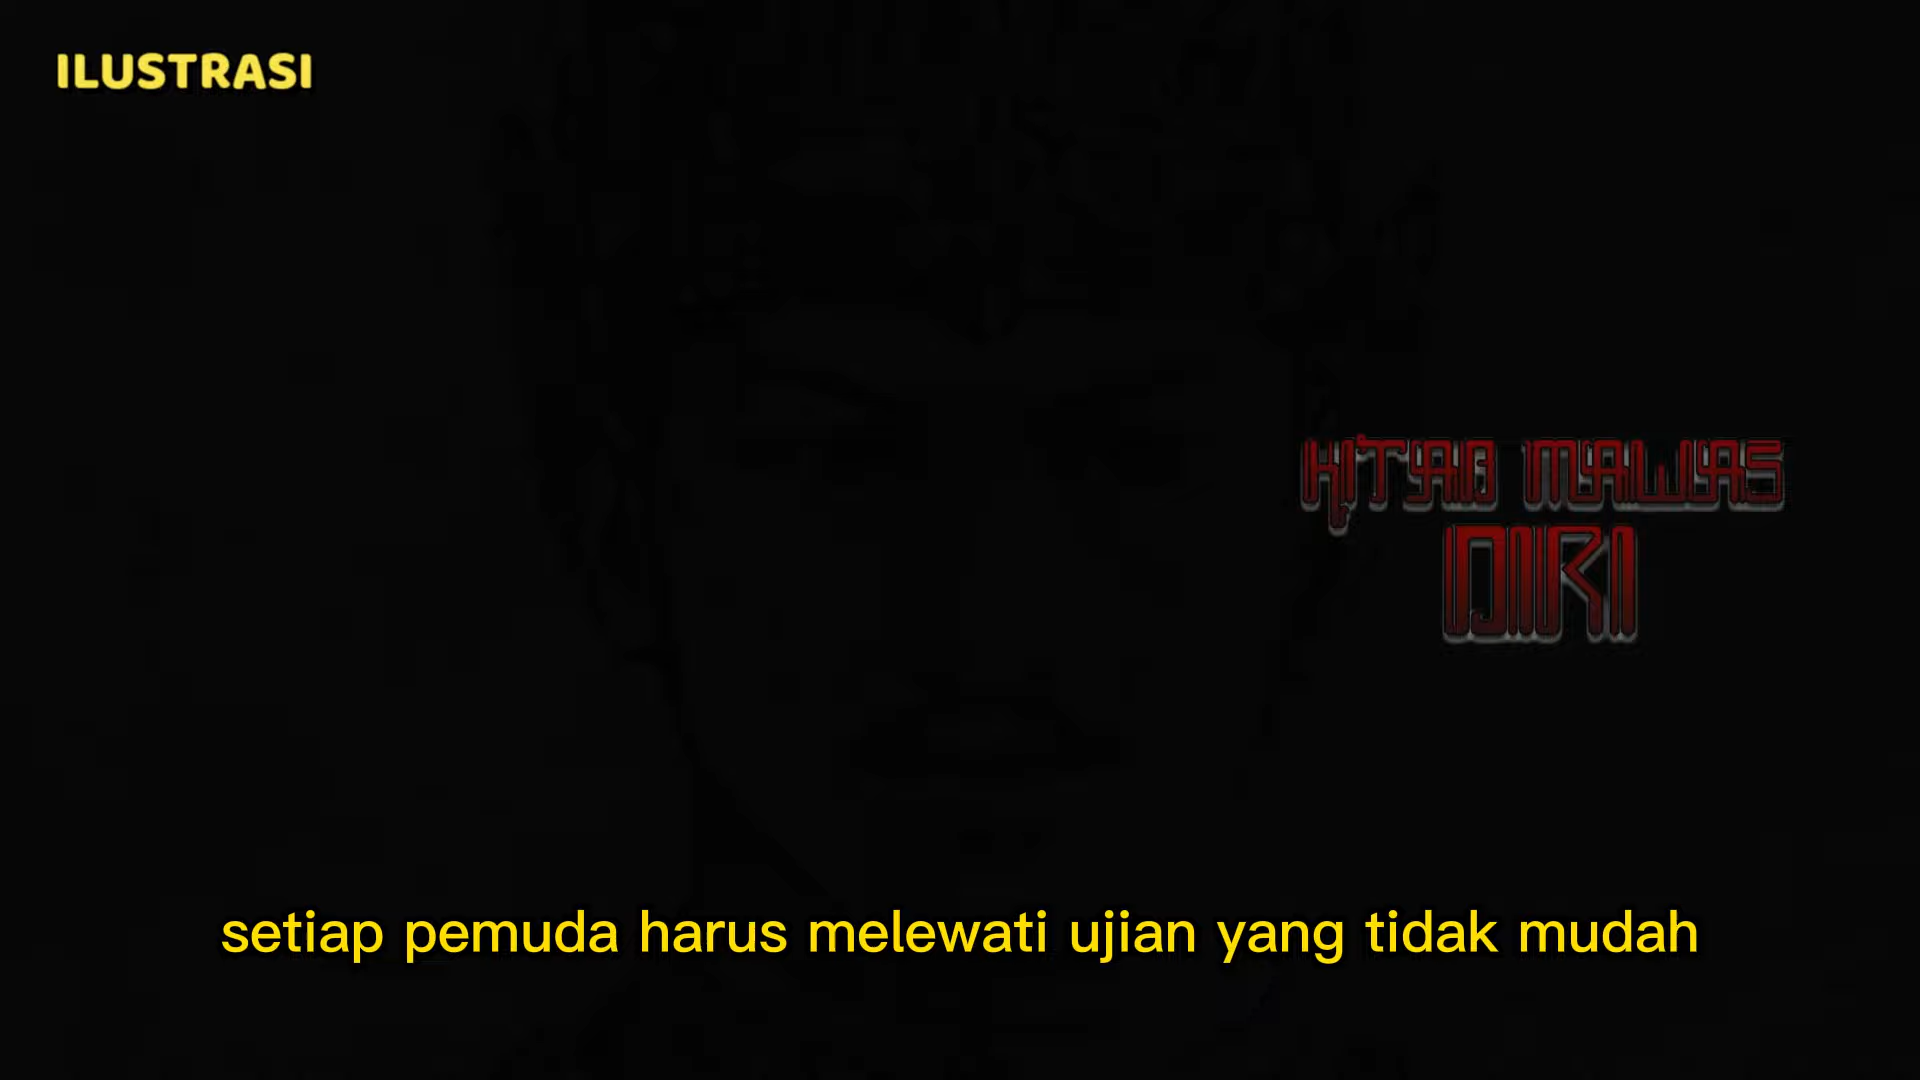 ILUSTRASI
KITAB MAWAS
DIRI
setiap pemuda harus melewati ujian yang tidak mudah